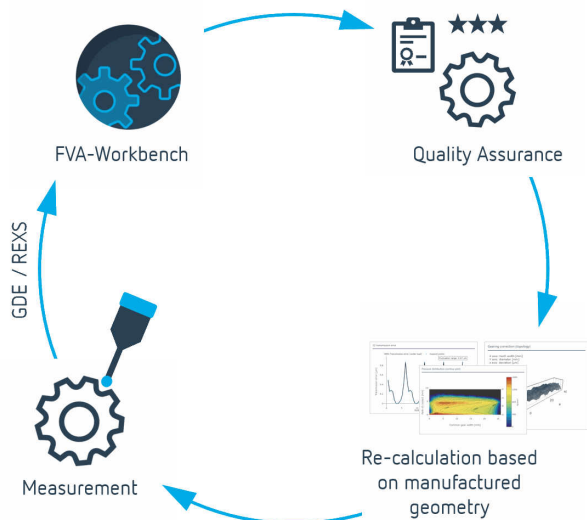 FVA-Workbench
Quality Assurance
GDE / REXS
Measurement
Re-calculation based
on manufactured
geometry